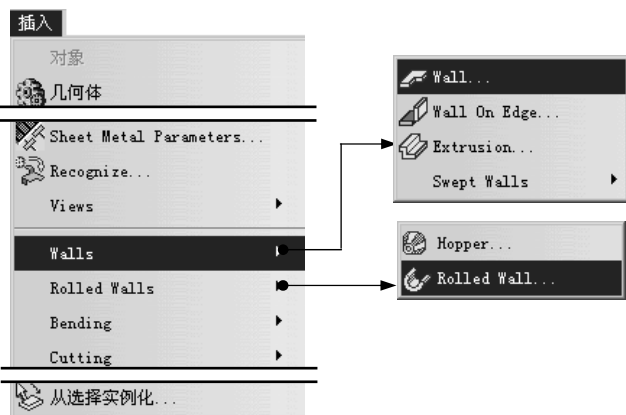 插入
对象
几何体
Sheet Metal Parameters...
Recognize...
Views
Walls
Rolled Walls
Bending
Cutting
从选择实例化...
Wall...
Wall On Edge...
Extrusion...
Swept Walls
Hopper...
Rolled Wall...